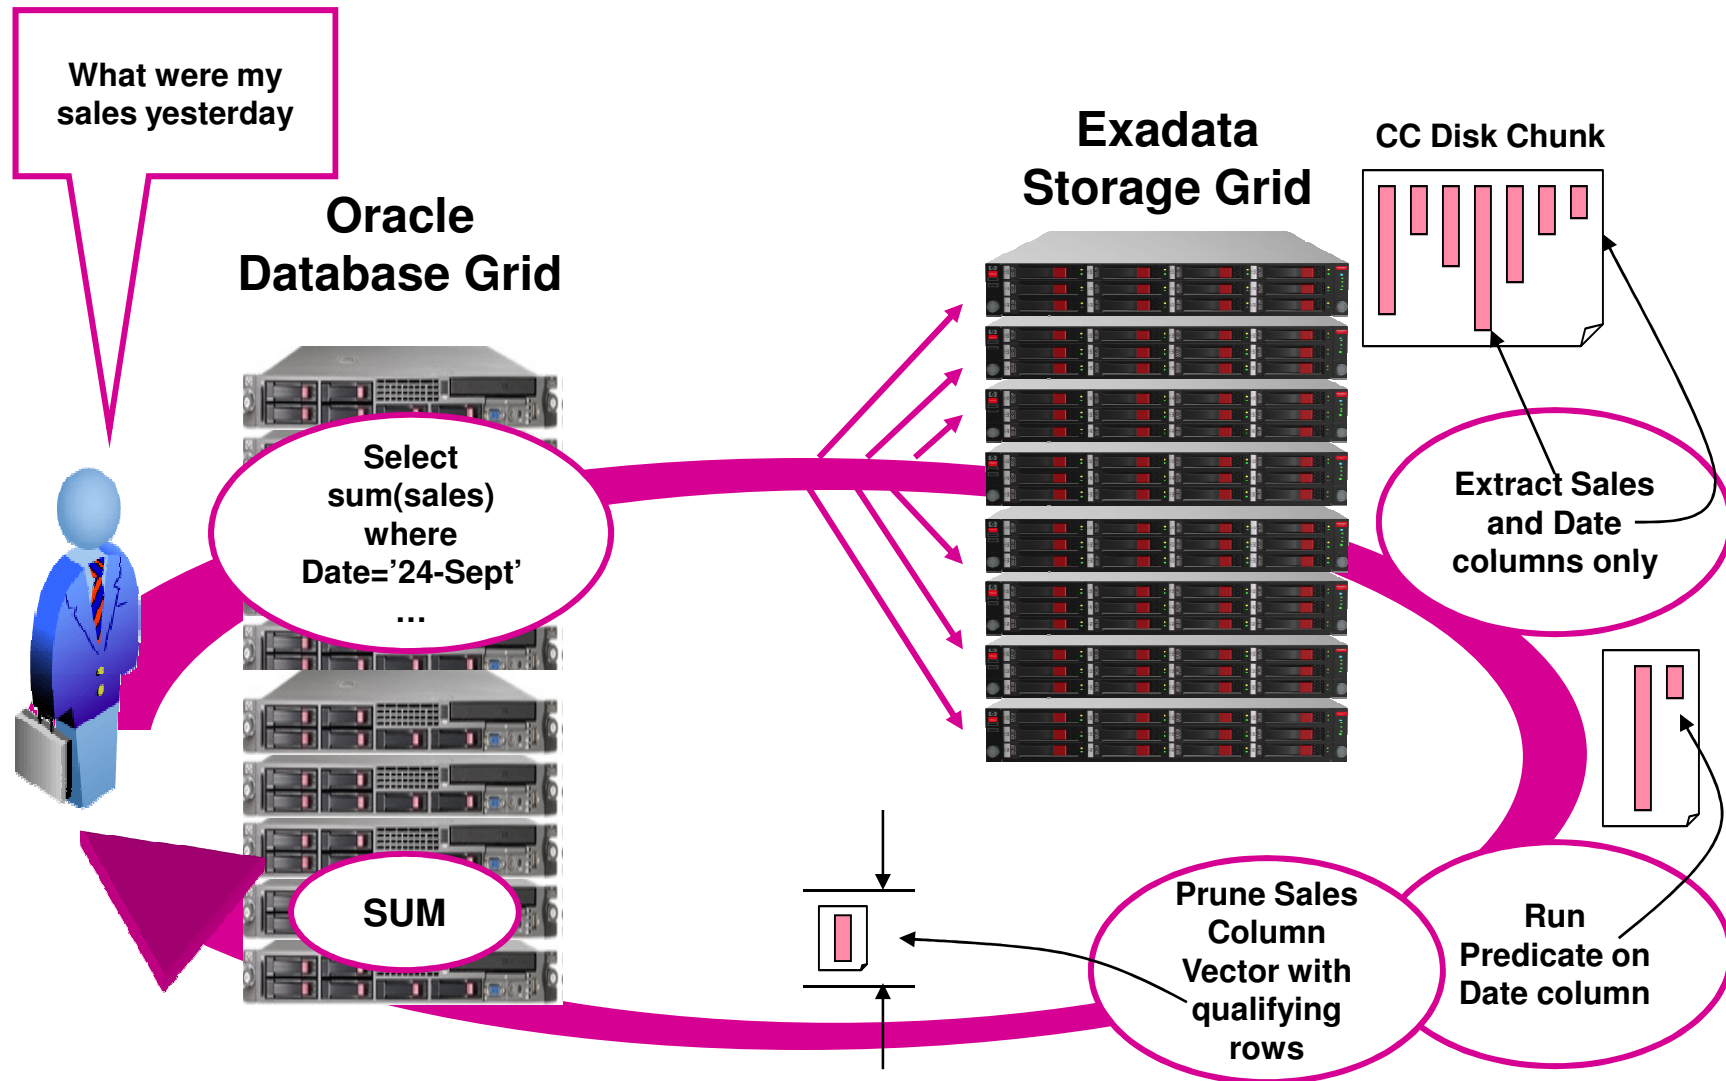 What were my
sales yesterday
Oracle
Database Grid
Exadata
Storage Grid
CC Disk Chunk
Select
sum(sales)
where
Date=’24-Sept’
…
Extract Sales
and Date
columns only
Run
Predicate on
Date column
Prune Sales
Column
Vector with
qualifying
rows
SUM